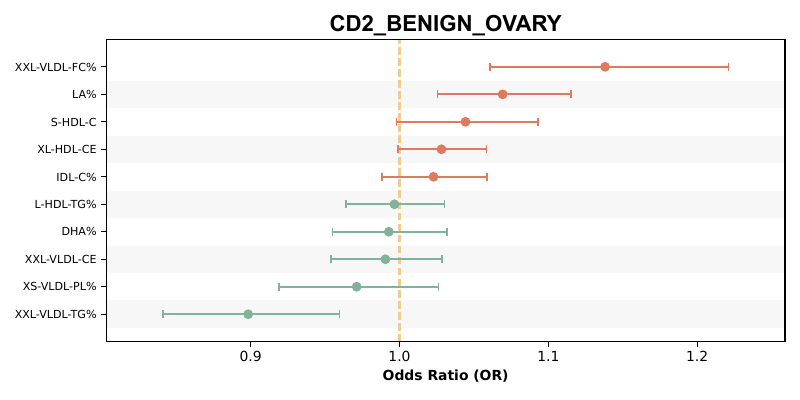 CD2_BENIGN_OVARY
XXL-VLDL-FC%
LA%
S-HDL-C
XL-HDL-CE
IDL-C%
L-HDL-TG%
DHA%
XXL-VLDL-CE
XS-VLDL-PL%
XXL-VLDL-TG%
0.9 1.0 1.1 1.2
Odds Ratio (OR)